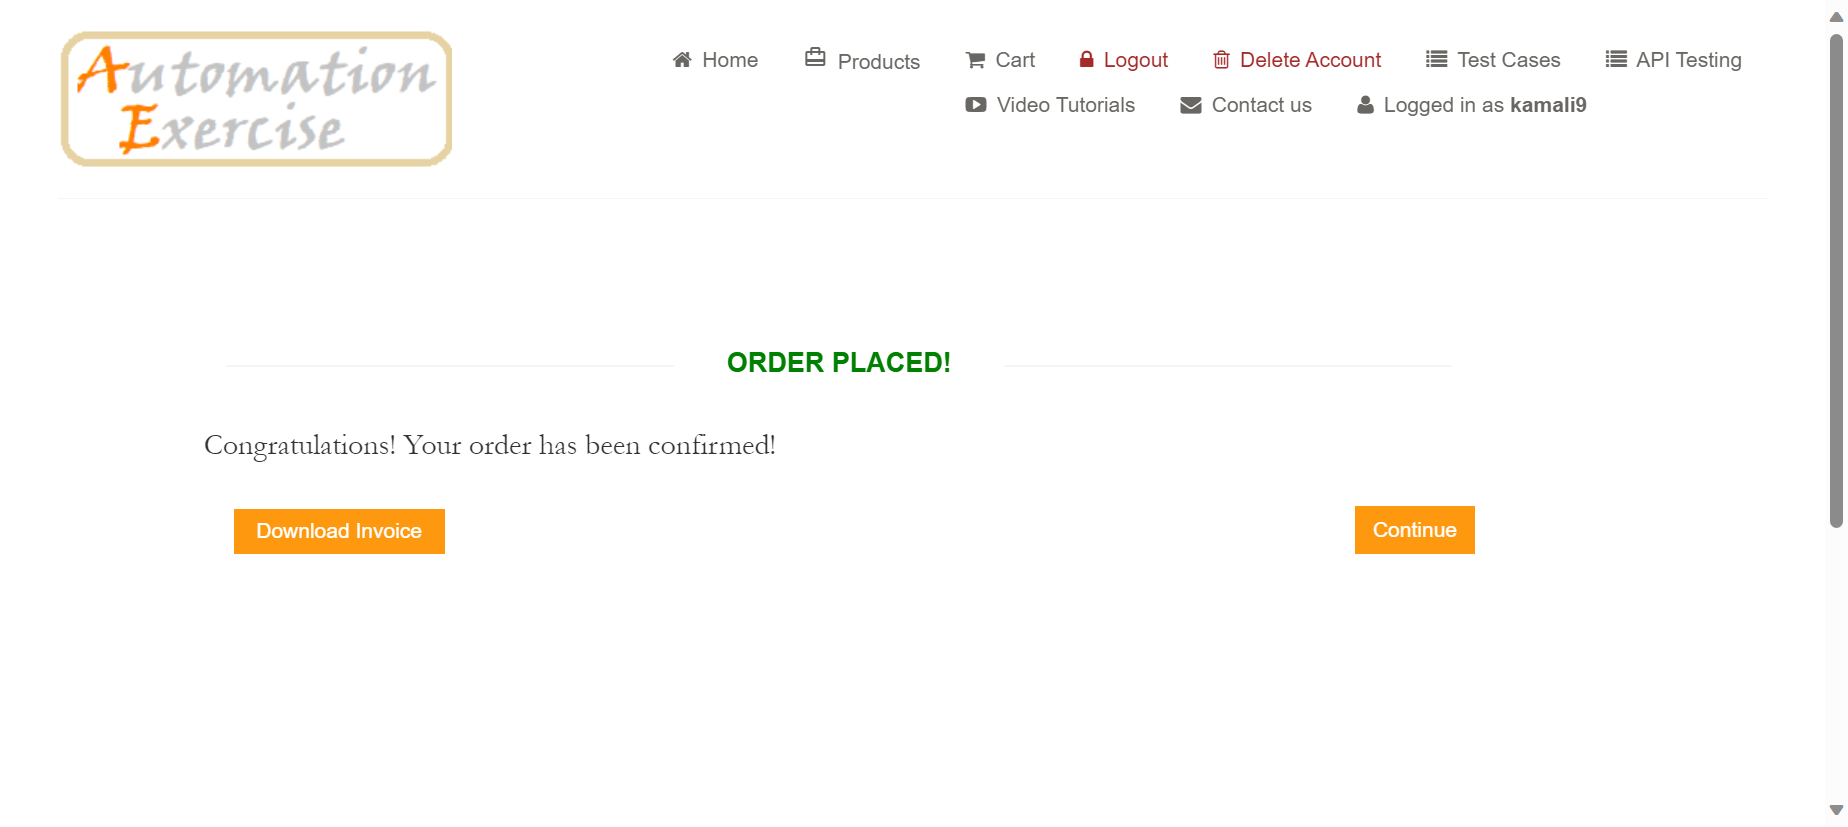 Automation
Exercise
Home Products Cart Logout Delete Account Test Cases API Testing
Video Tutorials Contact us Logged in as kamali9
ORDER PLACED!
Congratulations! Your order has been confirmed!
Download Invoice Continue